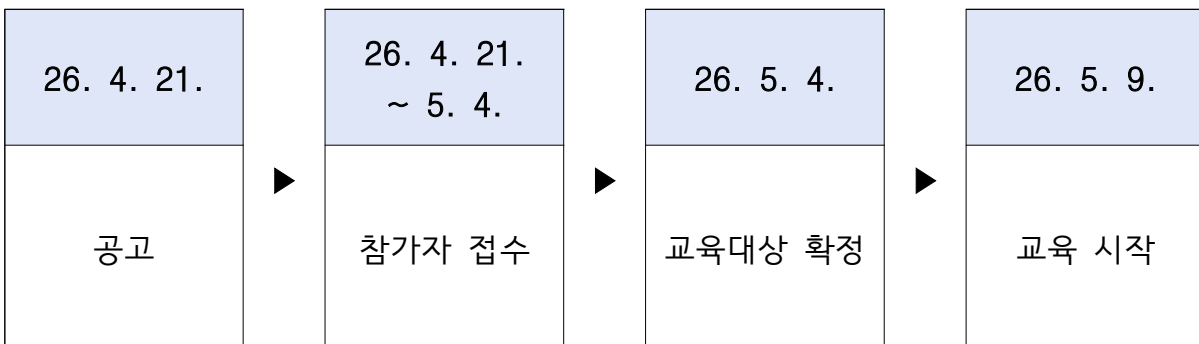 26. 4. 21.
공고
▶
26. 4. 21.
~ 5. 4.
참가자 접수
▶
26. 5. 4.
교육대상 확정
▶
26. 5. 9.
교육 시작